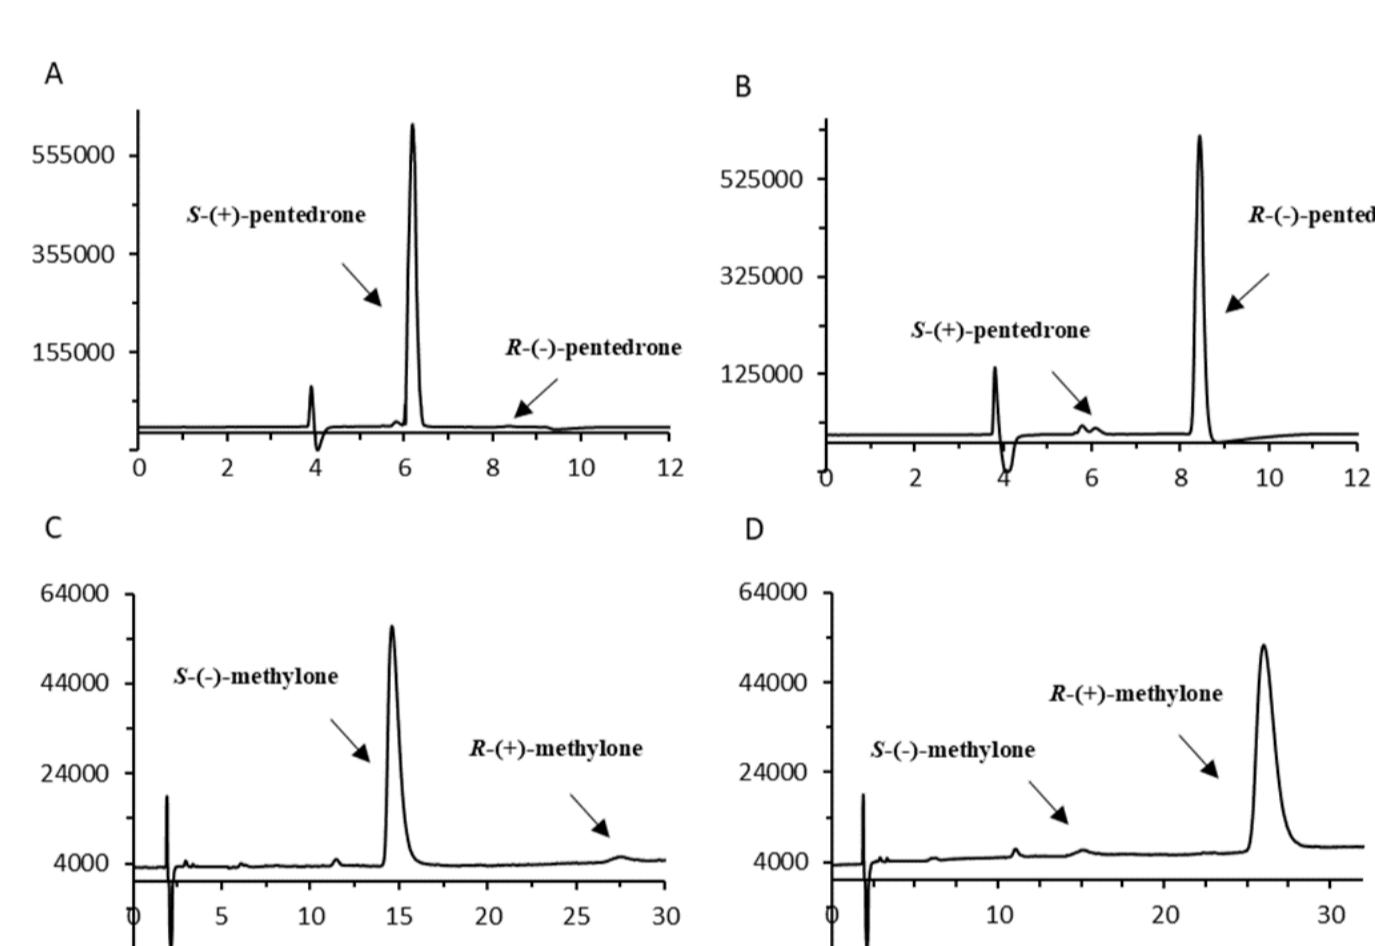 A
555000
355000
155000
S-(+)-pentedrone
R-(-)-pentedrone
0 2 4 6 8 10 12
B
525000
325000
125000
R-(-)-pented
S-(+)-pentedrone
0 2 4 6 8 10 12
C
64000
44000
24000
4000
S-(-)-methylone
R-(+)-methylone
0 5 10 15 20 25 30
D
64000
44000
24000
4000
R-(+)-methylone
S-(-)-methylone
0 10 20 30